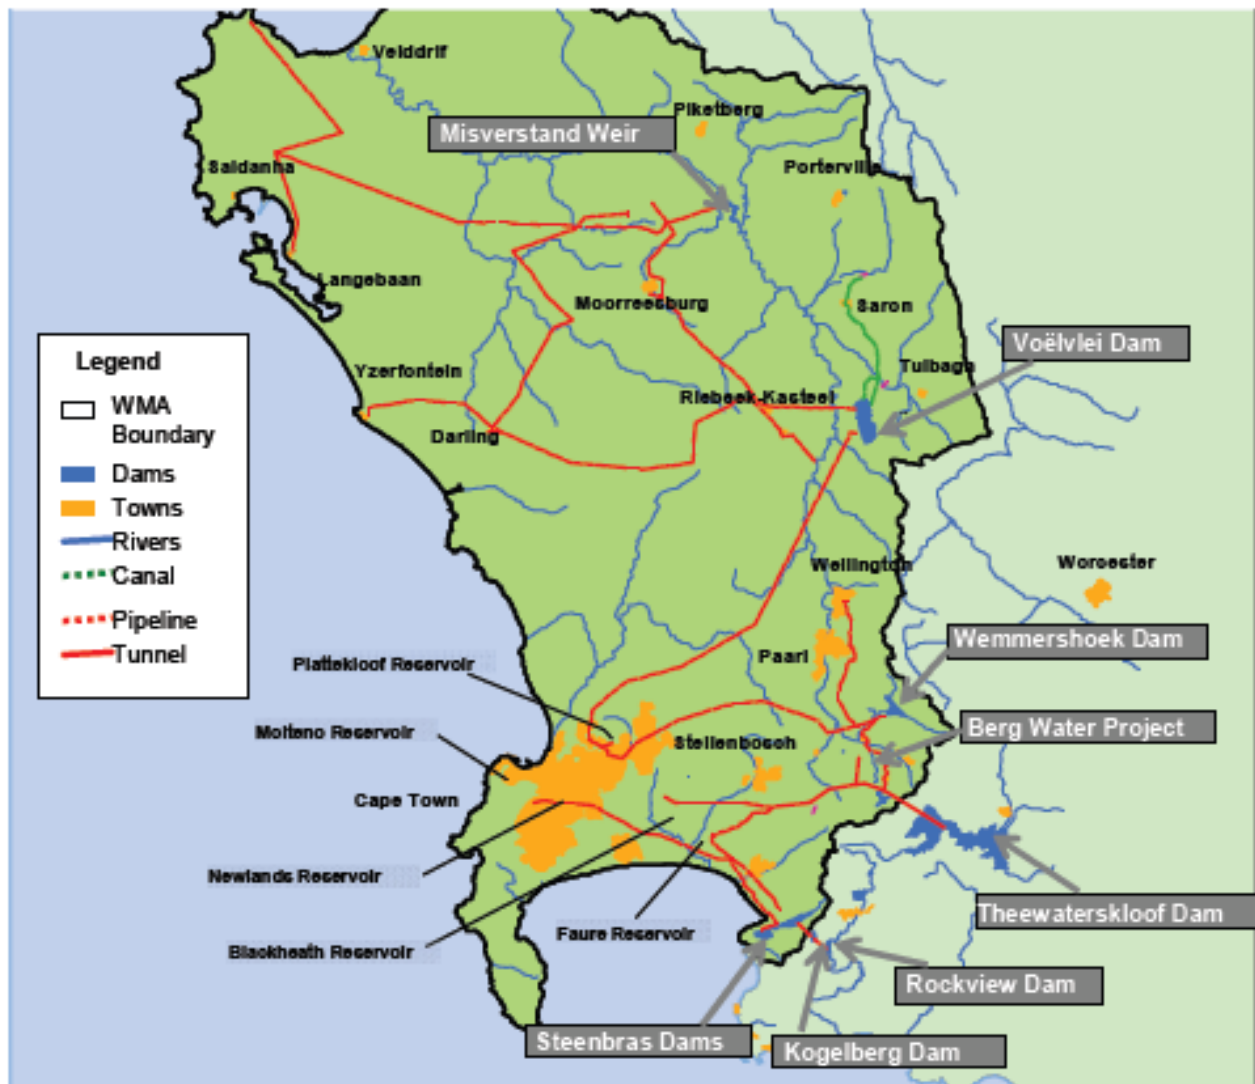 Velddrif
Piketberg
Misverstand Weir
Saldanha
Porterville
Langebaan
Moorreesburg
Saron
Voëlvlei Dam
Legend
WMA
Boundary
Dams
Towns
Rivers
Canal
Pipeline
Tunnel
Yzerfontein
Tulbagh
Riebeek-Kasteel
Darling
Wellington
Worcester
Wemmershoek Dam
Plattekloof Reservoir
Paarl
Berg Water Project
Molteno Reservoir
Stellenbosch
Cape Town
Newlands Reservoir
Theewaterskloof Dam
Blackheath Reservoir
Faure Reservoir
Rockview Dam
Steenbras Dams
Kogelberg Dam